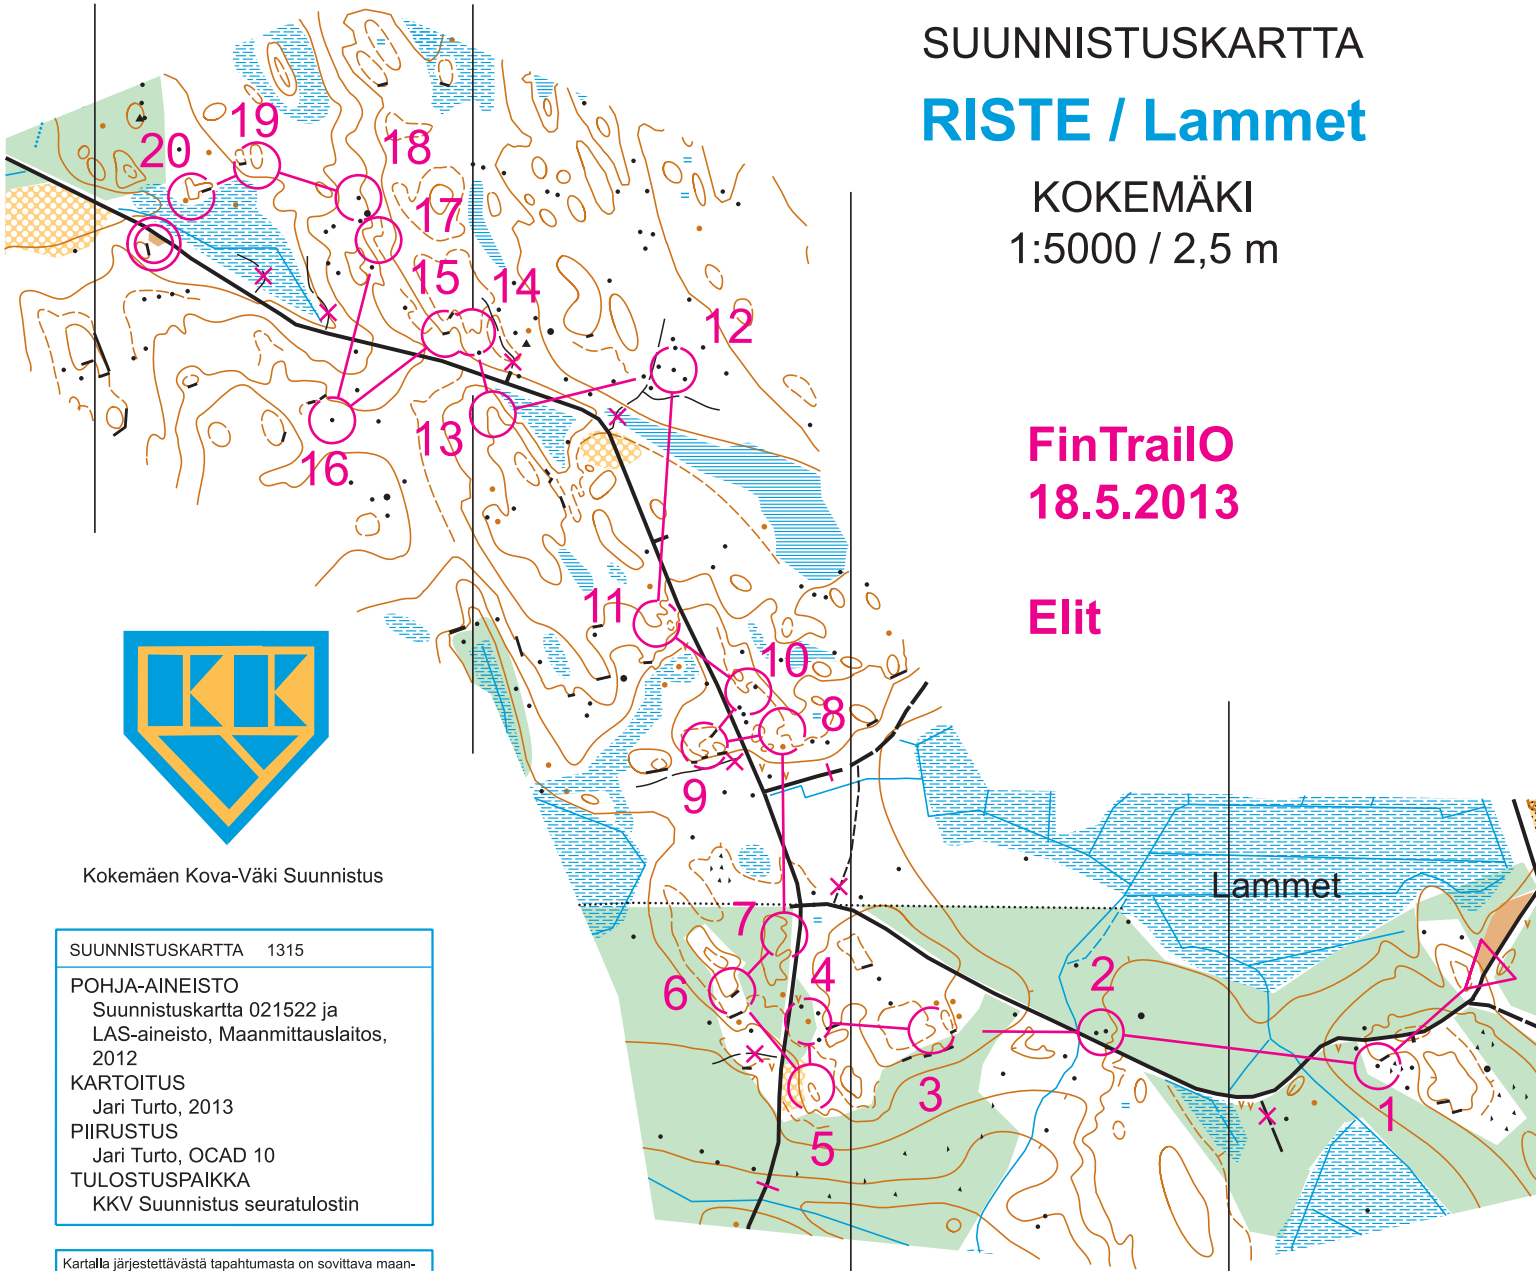 SUUNNISTUSKARTTA
RISTE / Lammet
KOKEMÄKI
1:5000 / 2,5 m
FinTrailO
18.5.2013
Elit
20
19
18
17
15
14
12
13
16
11
10
8
9
7
6
4
5
3
2
1
Lammet
KK
Kokemäen Kova-Väki Suunnistus
SUUNNISTUSKARTTA 1315
POHJA-AINEISTO
Suunnistuskartta 021522 ja
LAS-aineisto, Maanmittauslaitos,
2012
KARTOITUS
Jari Turto, 2013
PIIRUSTUS
Jari Turto, OCAD 10
TULOSTUSPAIKKA
KKV Suunnistus seuratulostin
Kartalla järjestettävästä tapahtumasta on sovittava maan-